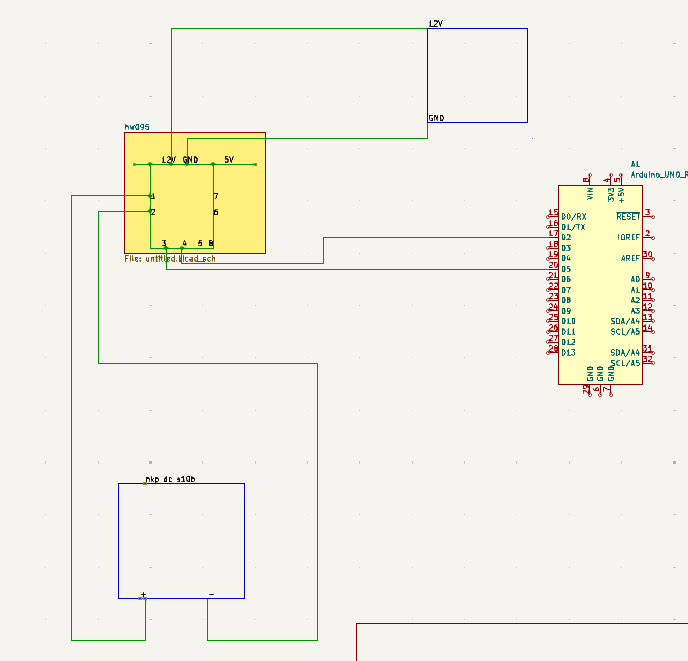 12V
GND
hw095
12V GND 5V
1
7
2
6
3 4 5 8
File: untitled.kicad_sch
A1
Arduino_UNO_R
8
4
5
VIN
3V3
+5V
15 D0/RX
RESET 3
16 D1/TX
17 D2
IOREF 2
18 D3
19 D4
AREF 30
20 D5
21 D6
A0 9
22 D7
A1 10
23 D8
A2 11
24 D9
A3 12
25 D10
SDA/A4 13
26 D11
SCL/A5 14
27 D12
28 D13
SDA/A4 31
SCL/A5 32
GND
GND
GND
29
6
7
mkp dc s10b
+ -